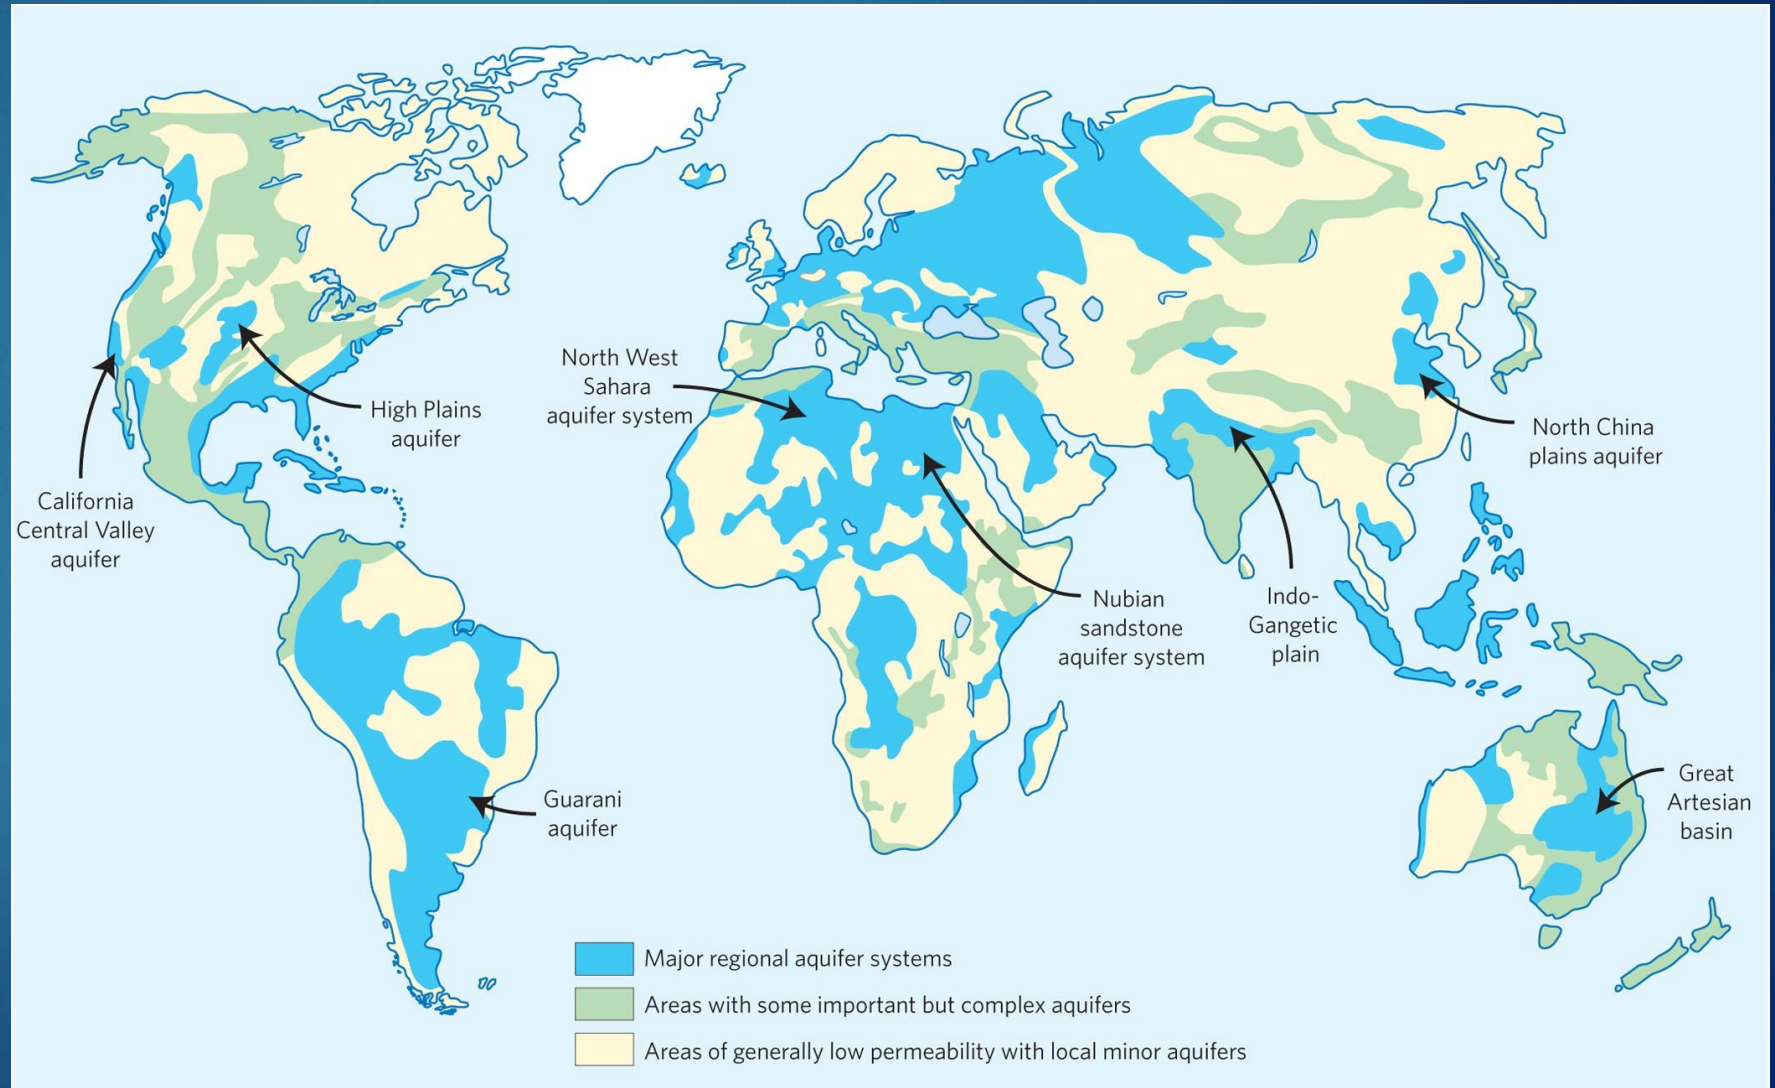 North West
Sahara
aquifer system
High Plains
aquifer
North China
plains aquifer
California
Central Valley
aquifer
Nubian
sandstone
aquifer system
Indo-
Gangetic
plain
Guarani
aquifer
Great
Artesian
basin
Major regional aquifer systems
Areas with some important but complex aquifers
Areas of generally low permeability with local minor aquifers